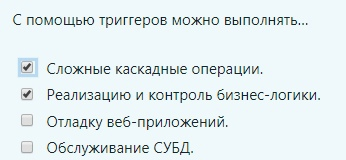 С помощью триггеров можно выполнять...
Сложные каскадные операции.
Реализацию и контроль бизнес-логики.
Отладку веб-приложений.
Обслуживание СУБД.